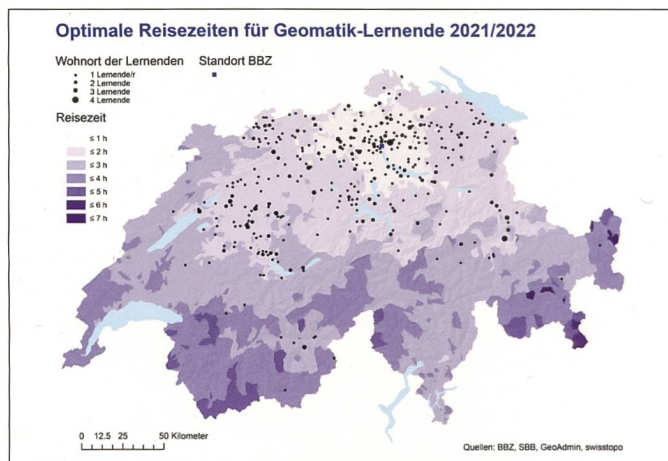 Optimale Reisezeiten für Geomatik-Lernende 2021/2022
Wohnort der Lernenden
1 Lernende/r
2 Lernende
3 Lernende
4 Lernende
Standort BBZ
Reisezeit
≤ 1 h
≤ 2 h
≤ 3 h
≤ 4 h
≤ 5 h
≤ 6 h
≤ 7 h
0 12.5 25 50 Kilometer
Quellen: BBZ, SBB, GeoAdmin, swisstopo